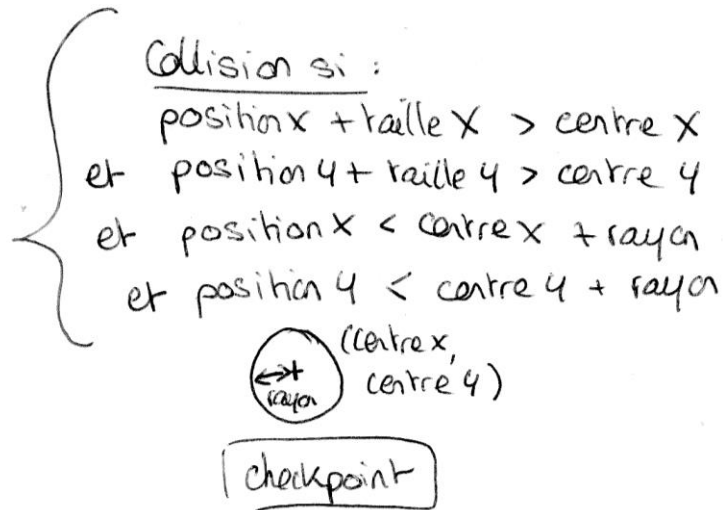 Collision si :
position x + taille x > centre x
et position y + taille y > centre y
et position x < centre x + rayon
et position y < centre y + rayon
(centre x,
centre y)
rayon
checkpoint